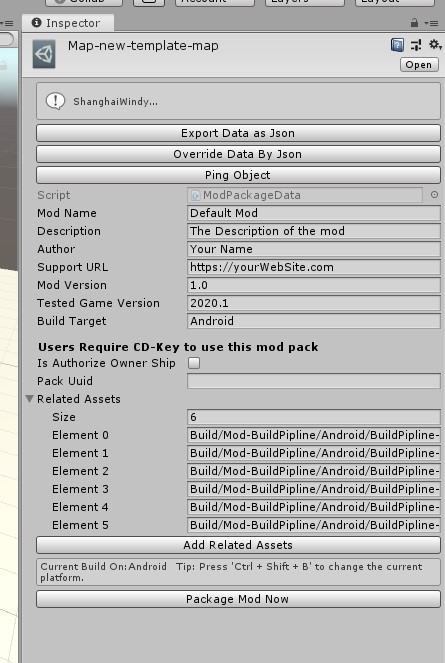 Collab
Account
Layers
Layout
Inspector
Map-new-template-map
Open
ShanghaiWindy...
Export Data as Json
Override Data By Json
Ping Object
Script ModPackageData
Mod Name Default Mod
Description The Description of the mod
Author Your Name
Support URL https://yourWebSite.com
Mod Version 1.0
Tested Game Version 2020.1
Build Target Android
Users Require CD-Key to use this mod pack
Is Authorize Owner Ship
Pack Uuid
Related Assets
Size 6
Element 0 Build/Mod-BuildPipline/Android/BuildPipline-
Element 1 Build/Mod-BuildPipline/Android/BuildPipline-
Element 2 Build/Mod-BuildPipline/Android/BuildPipline-
Element 3 Build/Mod-BuildPipline/Android/BuildPipline-
Element 4 Build/Mod-BuildPipline/Android/BuildPipline-
Element 5 Build/Mod-BuildPipline/Android/BuildPipline-
Add Related Assets
Current Build On:Android Tip: Press 'Ctrl + Shift + B' to change the current
platform.
Package Mod Now